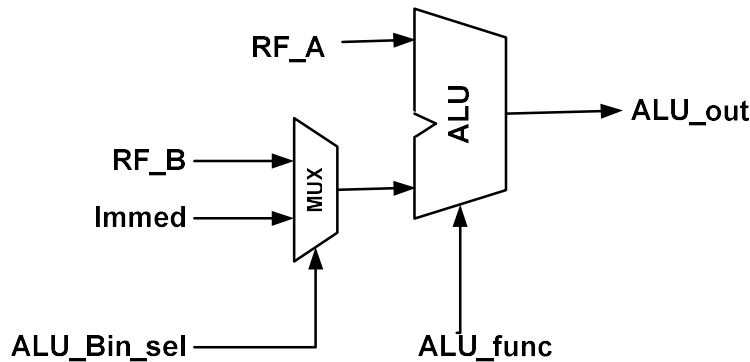 RF_A
ALU
ALU_out
RF_B
MUX
Immed
ALU_Bin_sel
ALU_func